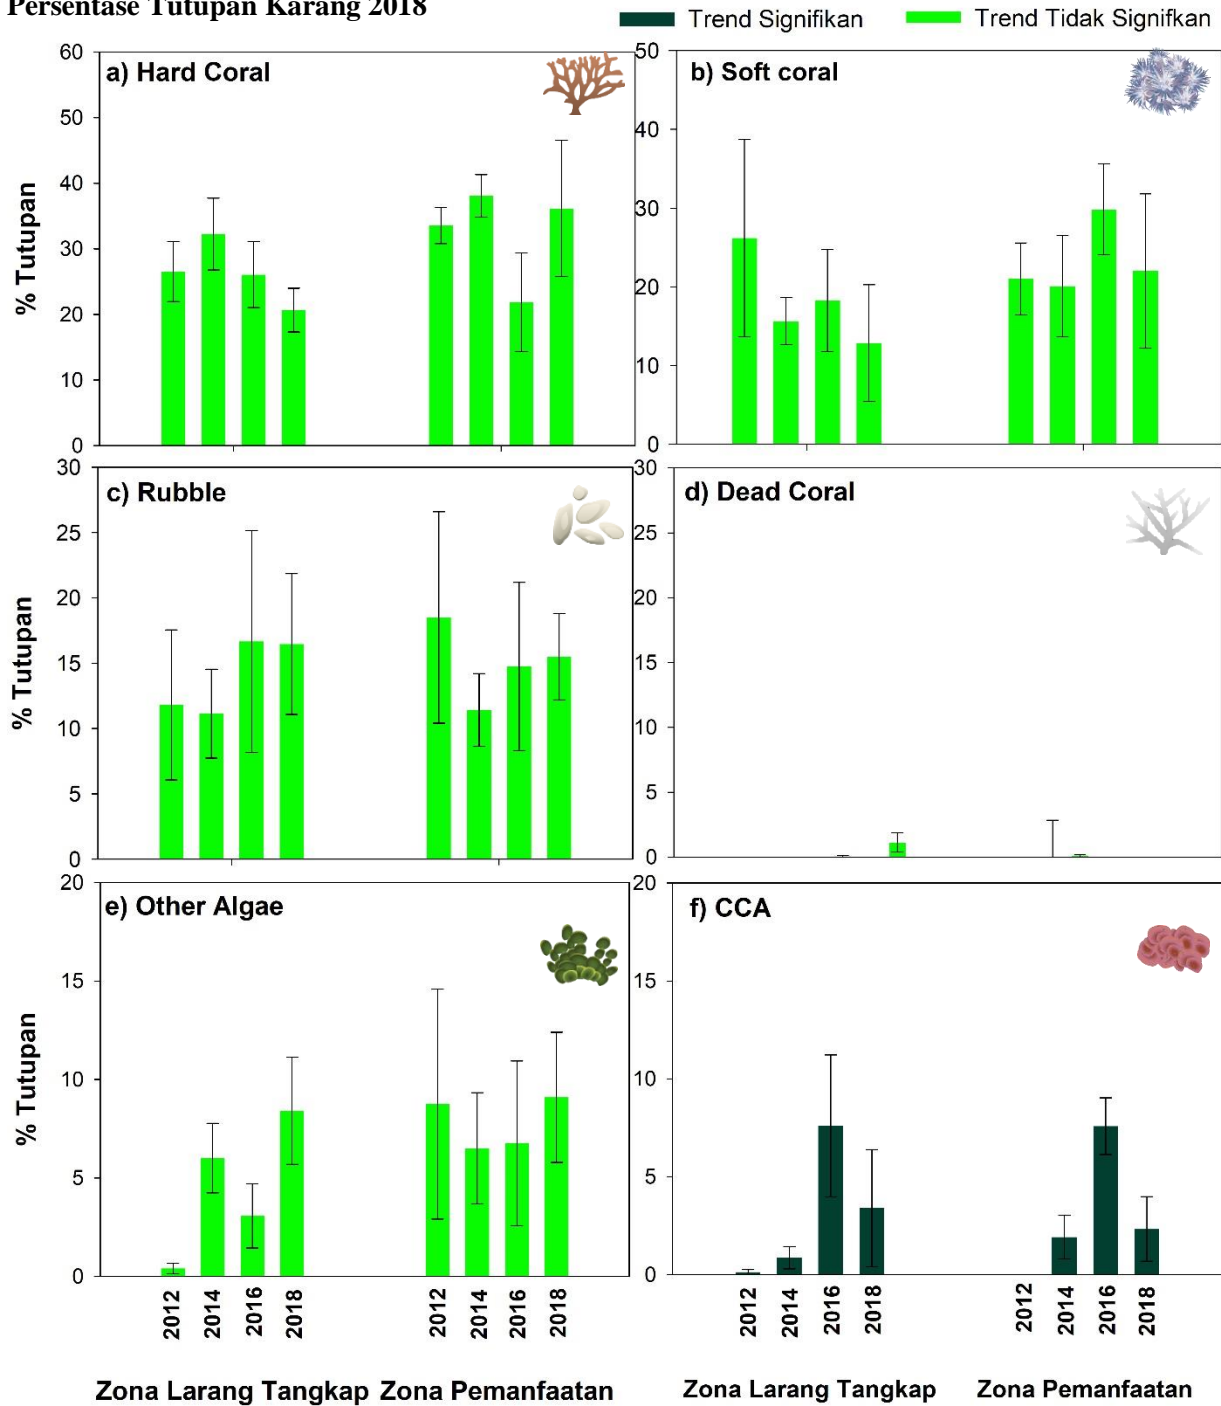 Persentase Tutupan Karang 2018
Trend Signifikan Trend Tidak Signifkan
a) Hard Coral
% Tutupan
60
50
40
30
20
10
0
b) Soft coral
50
40
30
20
10
0
c) Rubble
% Tutupan
30
25
20
15
10
5
0
d) Dead Coral
30
25
20
15
10
5
0
e) Other Algae
% Tutupan
20
15
10
5
0
2012 2014 2016 2018 2012 2014 2016 2018
Zona Larang Tangkap Zona Pemanfaatan
f) CCA
20
15
10
5
0
2012 2014 2016 2018 2012 2014 2016 2018
Zona Larang Tangkap Zona Pemanfaatan